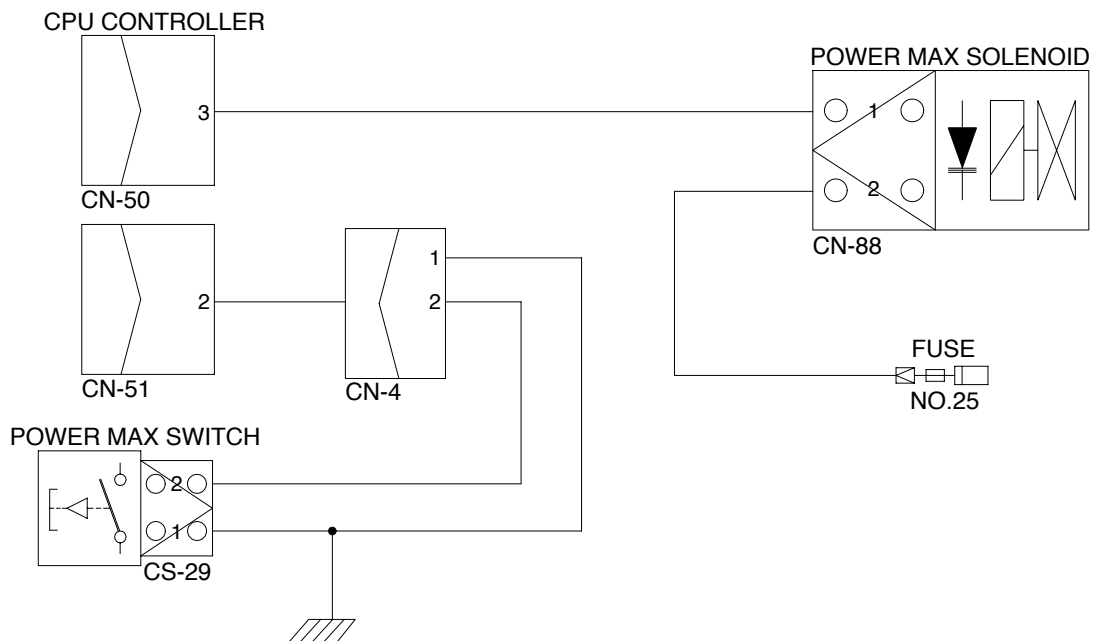 CPU CONTROLLER
POWER MAX SOLENOID
3
1
2
CN-50
CN-88
1
2
2
CN-51
CN-4
FUSE
NO.25
POWER MAX SWITCH
2
1
CS-29